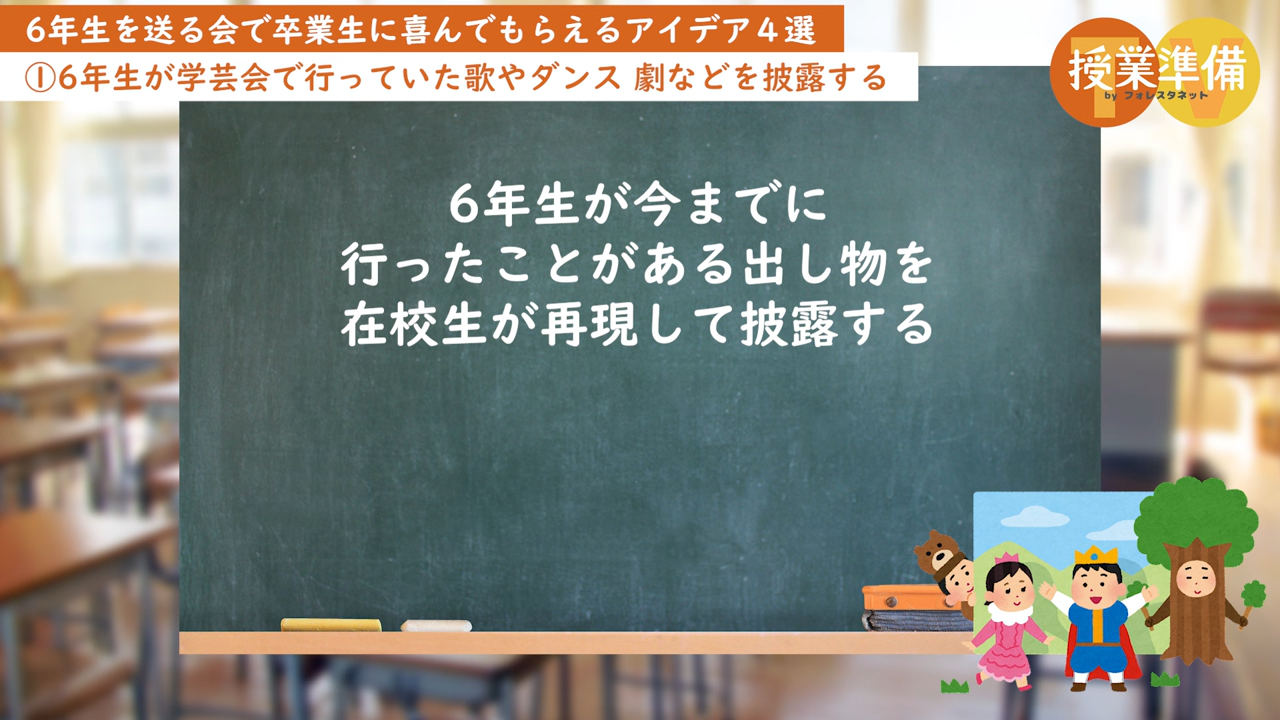 6年生を送る会で卒業生に喜んでもらえるアイデア4選
①6年生が学芸会で行っていた歌やダンス 劇などを披露する
TV
授業準備
by フォレスタネット
6年生が今までに
行ったことがある出し物を
在校生が再現して披露する